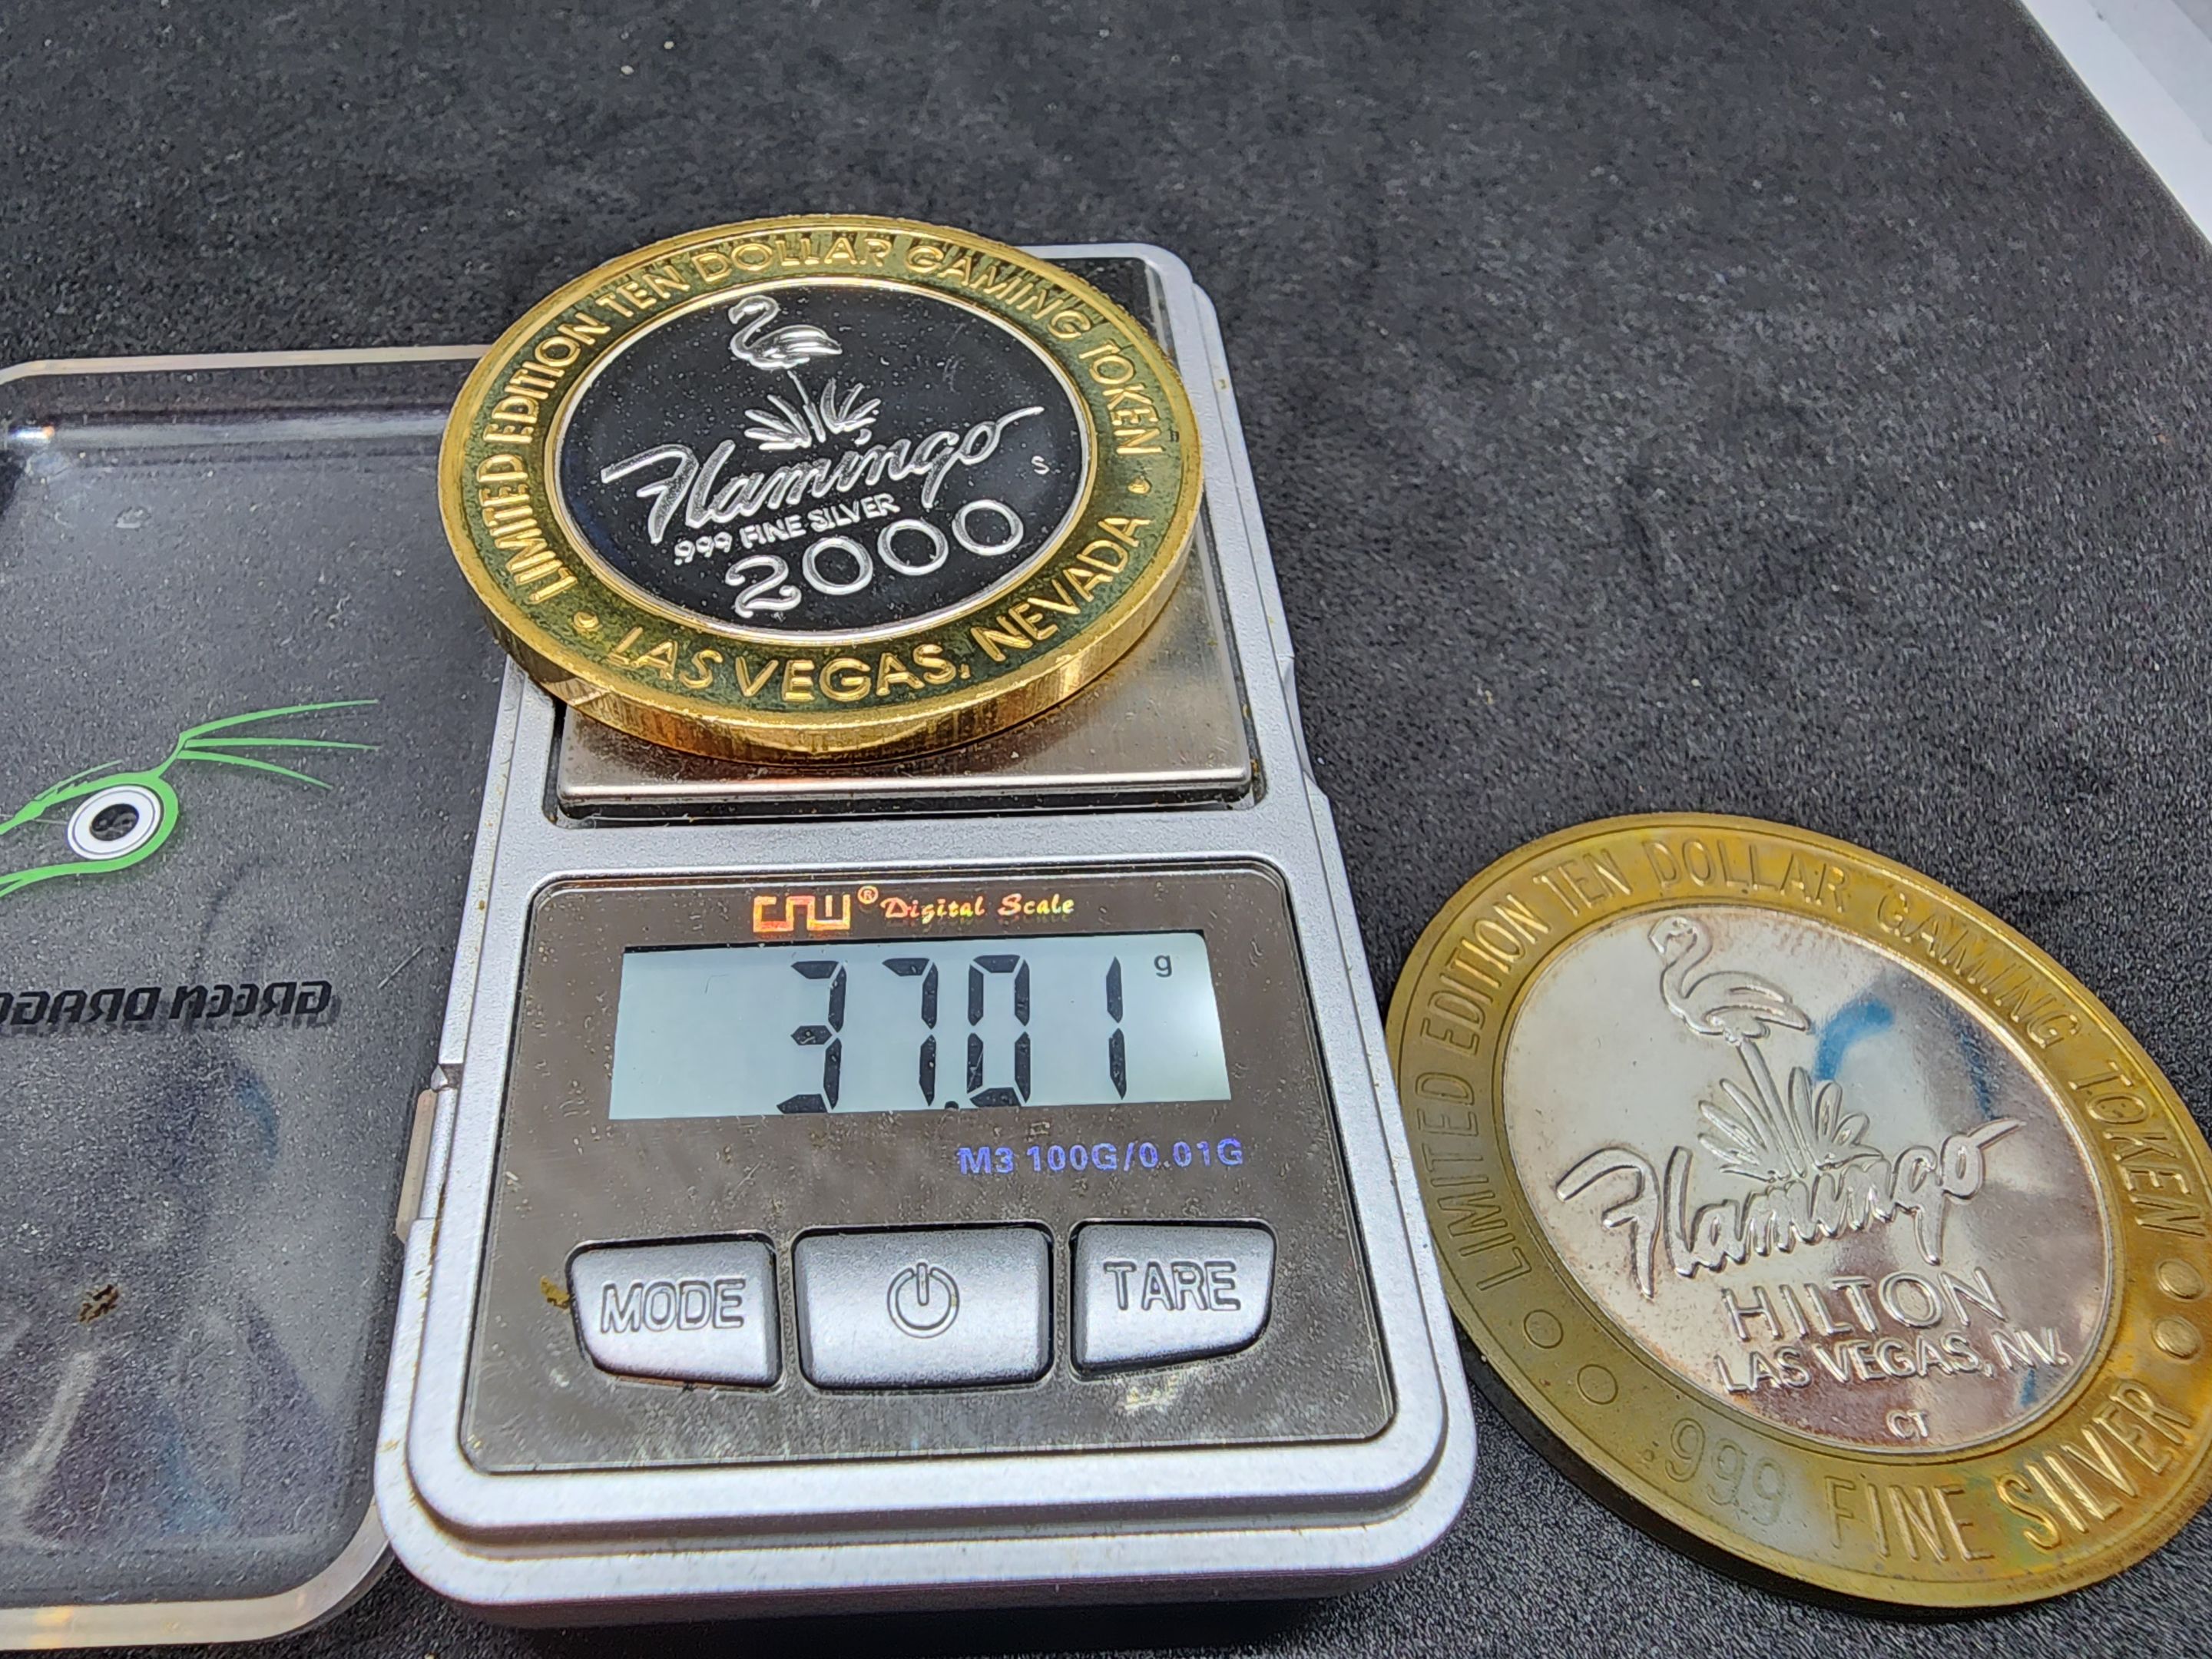 LIMITED EDITION TEN DOLLAR GAMING TOKEN
Flamingo
S
.999 FINE SILVER
2000
• LAS VEGAS, NEVADA •
GREEN DRAGO
® Digital Scale
37.01 g
M3 100G/0.01G
MODE
TARE
LIMITED EDITION TEN DOLLAR GAMING TOKEN
Flamingo
HILTON
LAS VEGAS, NV.
CT
.999 FINE SILVER